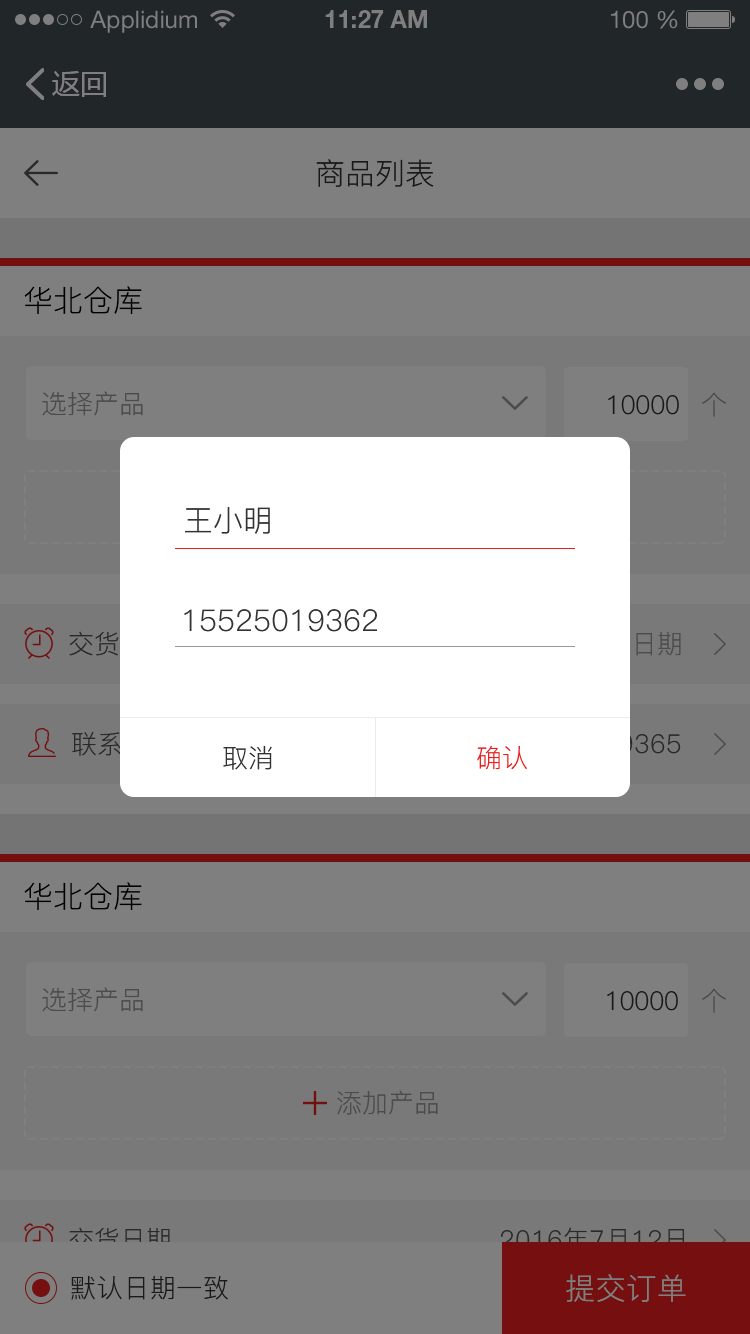 Applidium 11:27 AM 100 %
返回
商品列表
华北仓库
选择产品 10000 个
王小明
15525019362
交货 日期
联系 9365
取消 确认
华北仓库
选择产品 10000 个
添加产品
交货日期 2016年7月12日
默认日期一致 提交订单